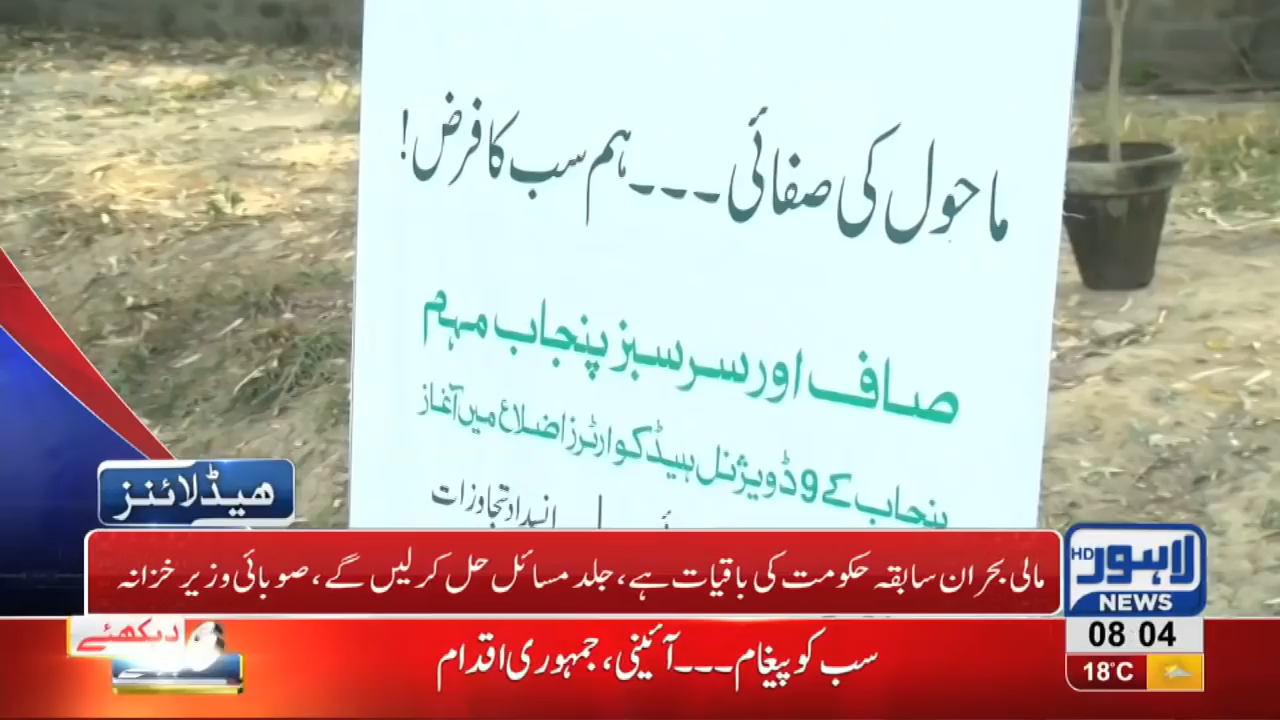 ماحول کی صفائی ۔۔۔ ہم سب کا فرض!
صاف اور سرسبز پنجاب مہم
پنجاب کے 9 ڈویژنل ہیڈ کوارٹرز اضلاع میں آغاز
انسداد تجاوزات
ھیڈلائنز
مالی بحران سابقہ حکومت کی باقیات ہے، جلد مسائل حل کرلیں گے، صوبائی وزیر خزانہ
HD لاہور
NEWS
دیکھئے
سب کو پیغام ۔۔۔ آئینی، جمہوری اقدام
08 04
18°C